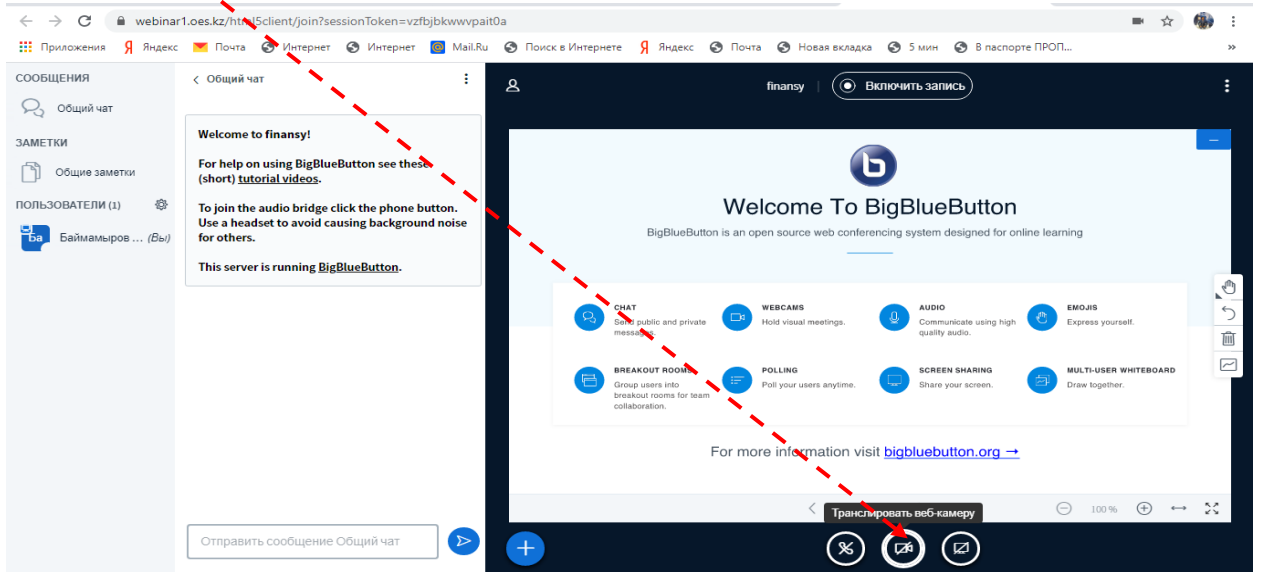 webinar1.oes.kz/html5client/join?sessionToken=vzfbjbkwwvpait0a
Приложения Яндекс Почта Интернет Интернет Mail.Ru Поиск в Интернете Яндекс Почта Новая вкладка 5 мин В паспорте ПРОП... »
СООБЩЕНИЯ
Общий чат
ЗАМЕТКИ
Общие заметки
ПОЛЬЗОВАТЕЛИ (1)
Ба Баймамыров ... (Вы)
Общий чат
Welcome to finansy!
For help on using BigBlueButton see these
(short) tutorial videos.
To join the audio bridge click the phone button.
Use a headset to avoid causing background noise
for others.
This server is running BigBlueButton.
Отправить сообщение Общий чат
finansy | Включить запись
b
Welcome To BigBlueButton
BigBlueButton is an open source web conferencing system designed for online learning
CHAT
Send public and private
messages.
WEBCAMS
Hold visual meetings.
AUDIO
Communicate using high
quality audio.
EMOJIS
Express yourself.
BREAKOUT ROOMS
Group users into
breakout rooms for team
collaboration.
POLLING
Poll your users anytime.
SCREEN SHARING
Share your screen.
MULTI-USER WHITEBOARD
Draw together.
For more information visit bigbluebutton.org →
Транслировать веб-камеру
100 %